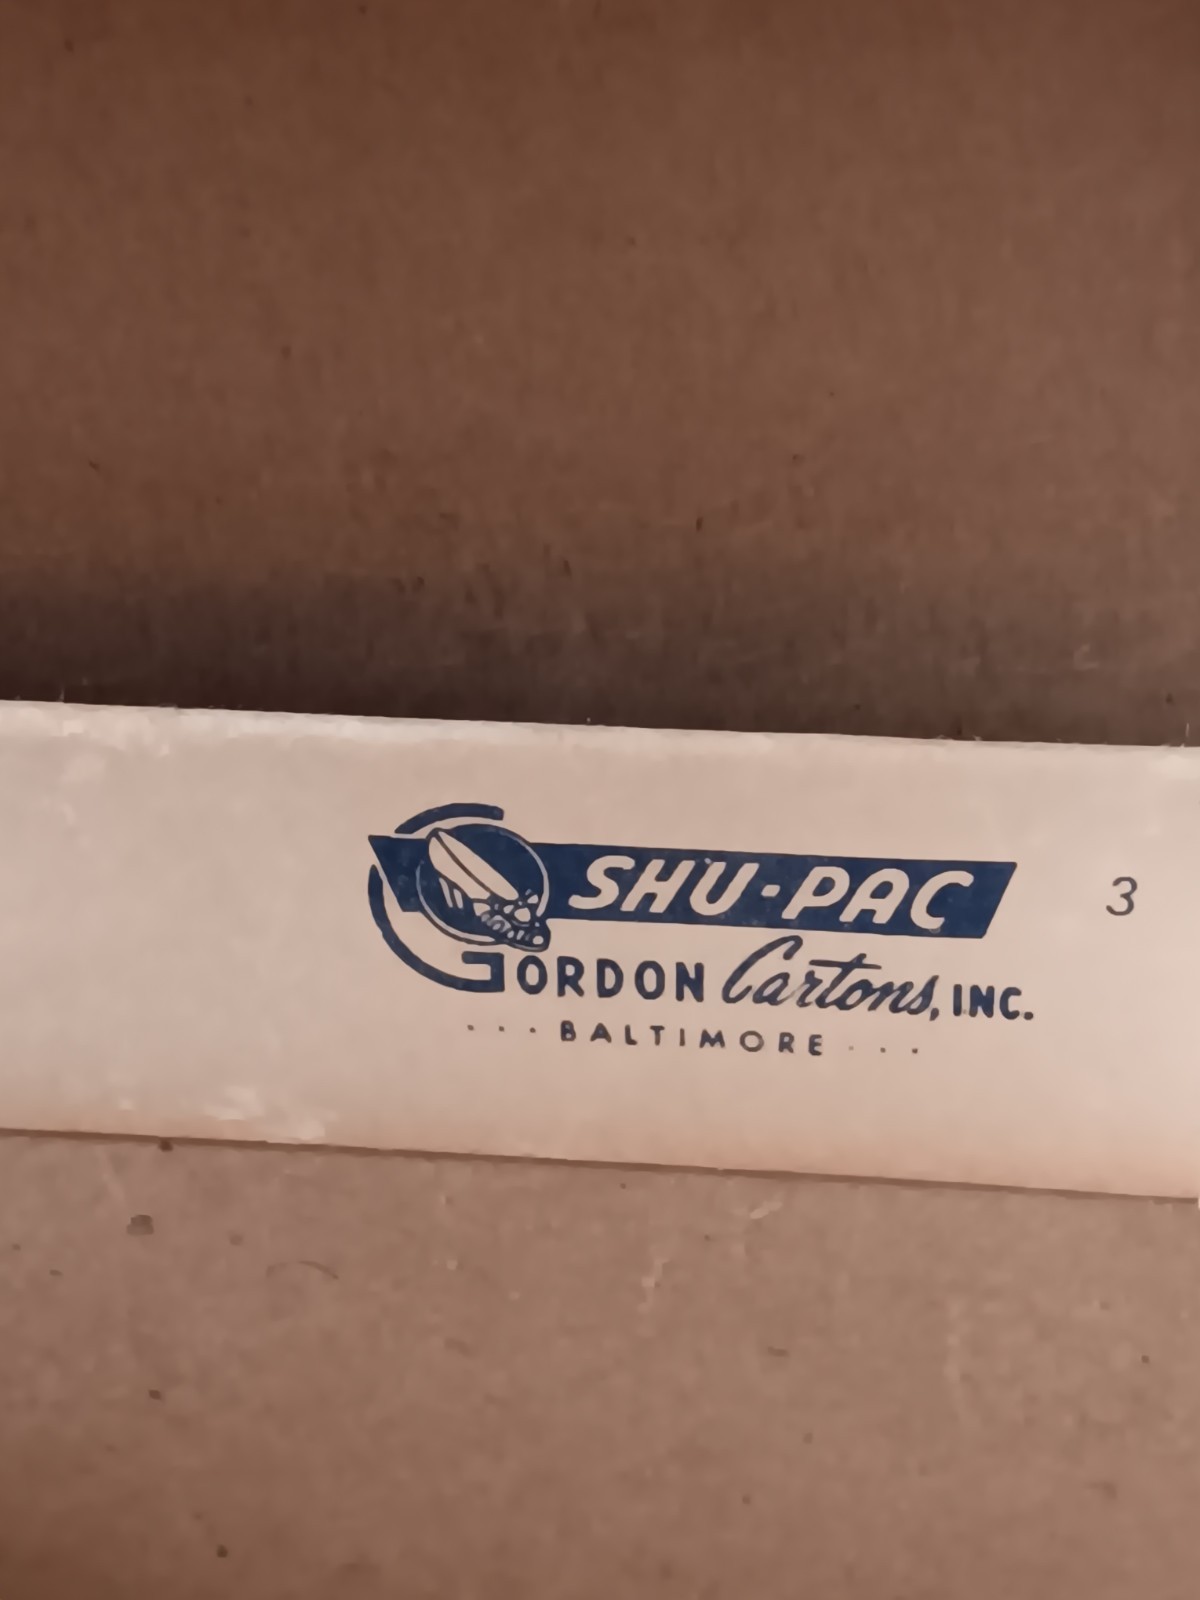 SHU-PAC
3
GORDON Cartons, INC.
...BALTIMORE...